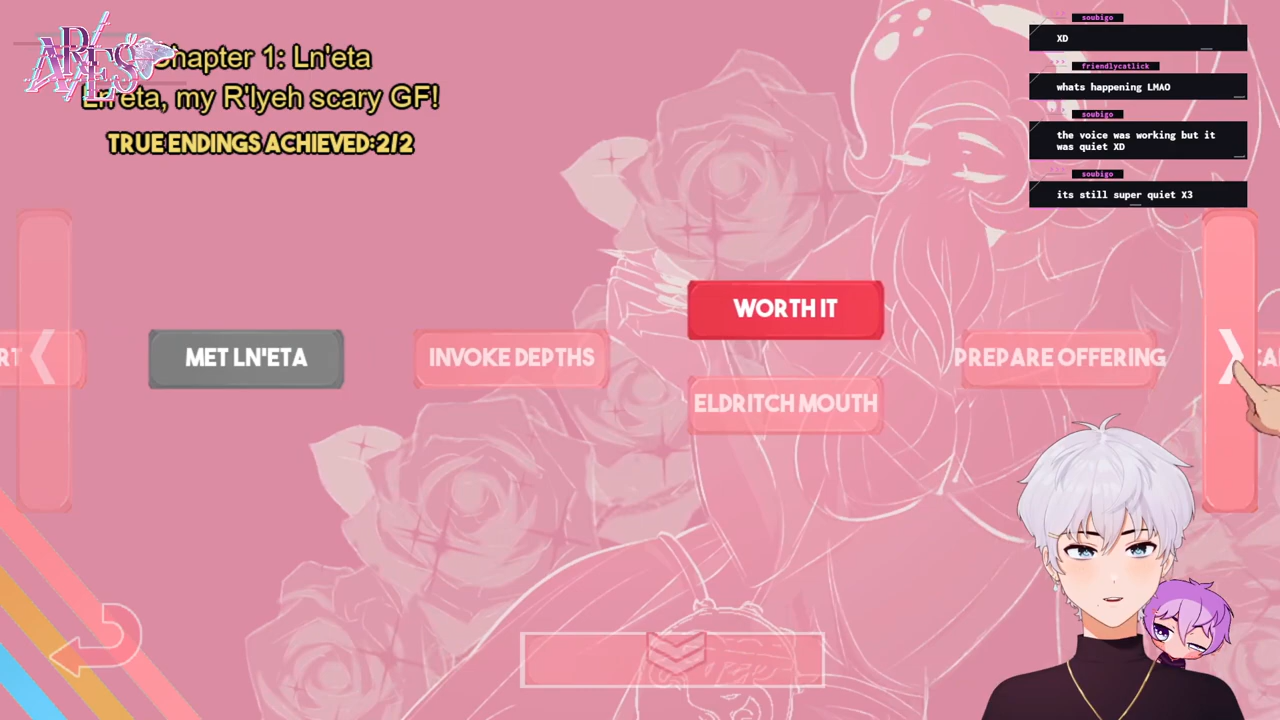 ARES
Chapter 1: Ln'eta
Ln'eta, my R'lyeh scary GF!
TRUE ENDINGS ACHIEVED:2/2
soubigo
XD
friendlycatlick
whats happening LMAO
soubigo
the voice was working but it
was quiet XD
soubigo
its still super quiet X3
WORTH IT
RT
MET LN'ETA
INVOKE DEPTHS
PREPARE OFFERING
ELDRITCH MOUTH